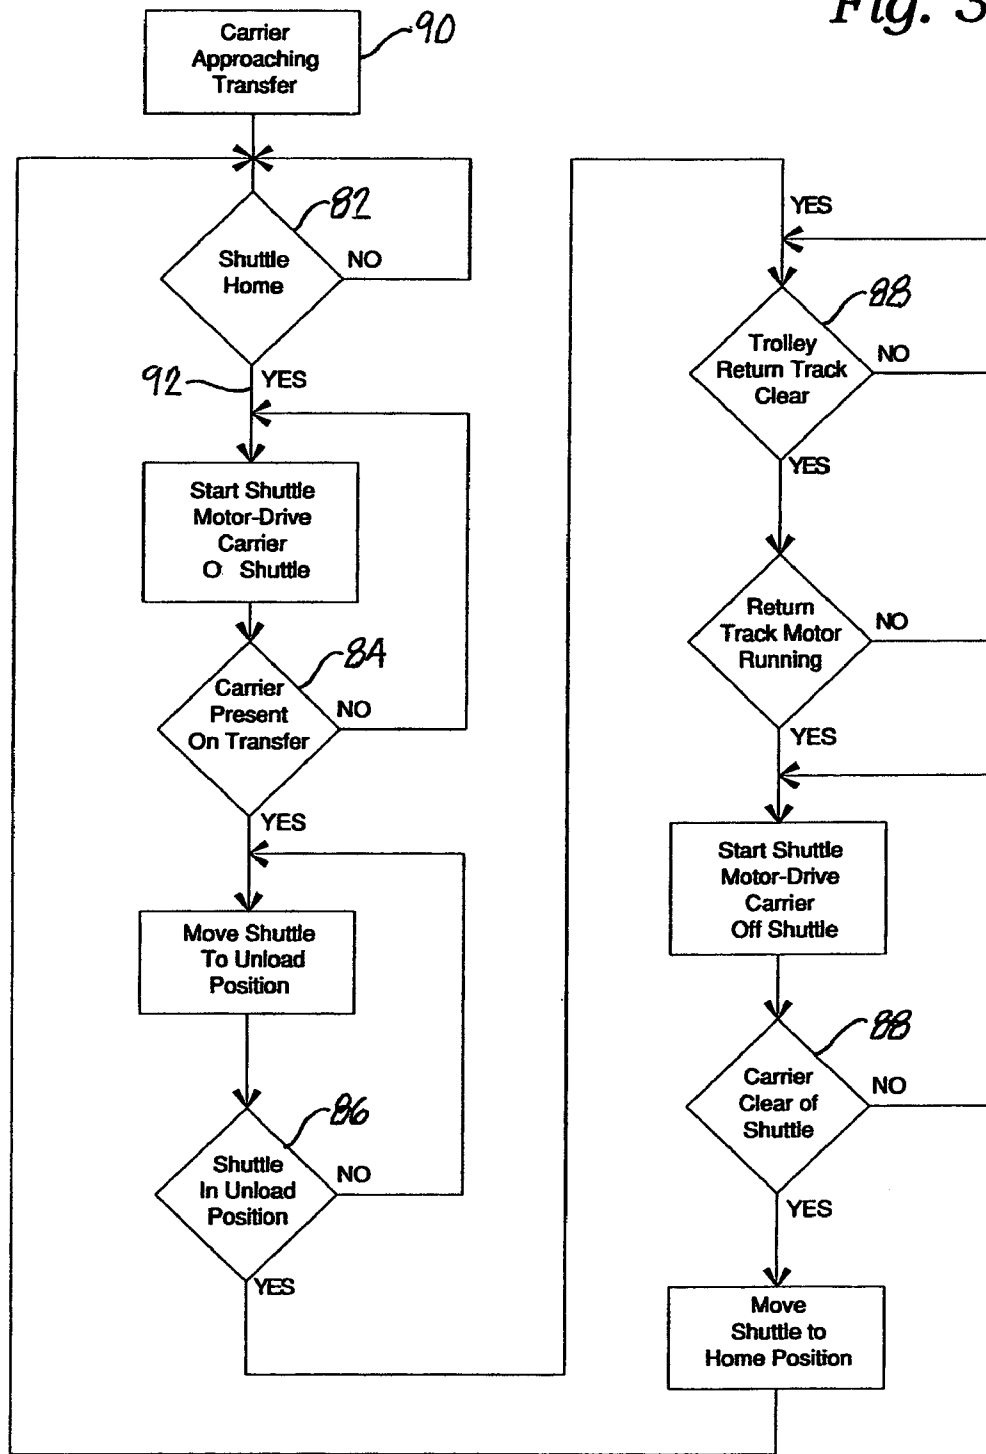 Fig. 3
Carrier
Approaching
Transfer
90
Shuttle
Home
82
NO
YES
92
Start Shuttle
Motor-Drive
Carrier
O Shuttle
Carrier
Present
On Transfer
84
NO
YES
Move Shuttle
To Unload
Position
Shuttle
In Unload
Position
86
NO
YES
YES
Trolley
Return Track
Clear
88
NO
YES
Return
Track Motor
Running
NO
YES
Start Shuttle
Motor-Drive
Carrier
Off Shuttle
Carrier
Clear of
Shuttle
88
NO
YES
Move
Shuttle to
Home Position